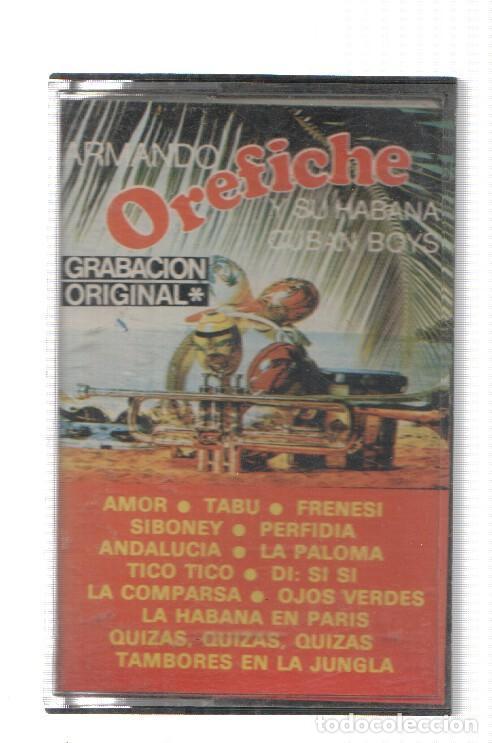 ARMANDO
Orefiche
Y SU HABANA
CUBAN BOYS
GRABACION
ORIGINAL*
AMOR • TABU • FRENESI
SIBONEY • PERFIDIA
ANDALUCIA • LA PALOMA
TICO TICO • DI: SI SI
LA COMPARSA • OJOS VERDES
LA HABANA EN PARIS
QUIZAS, QUIZAS, QUIZAS
TAMBORES EN LA JUNGLA
todocoleccion